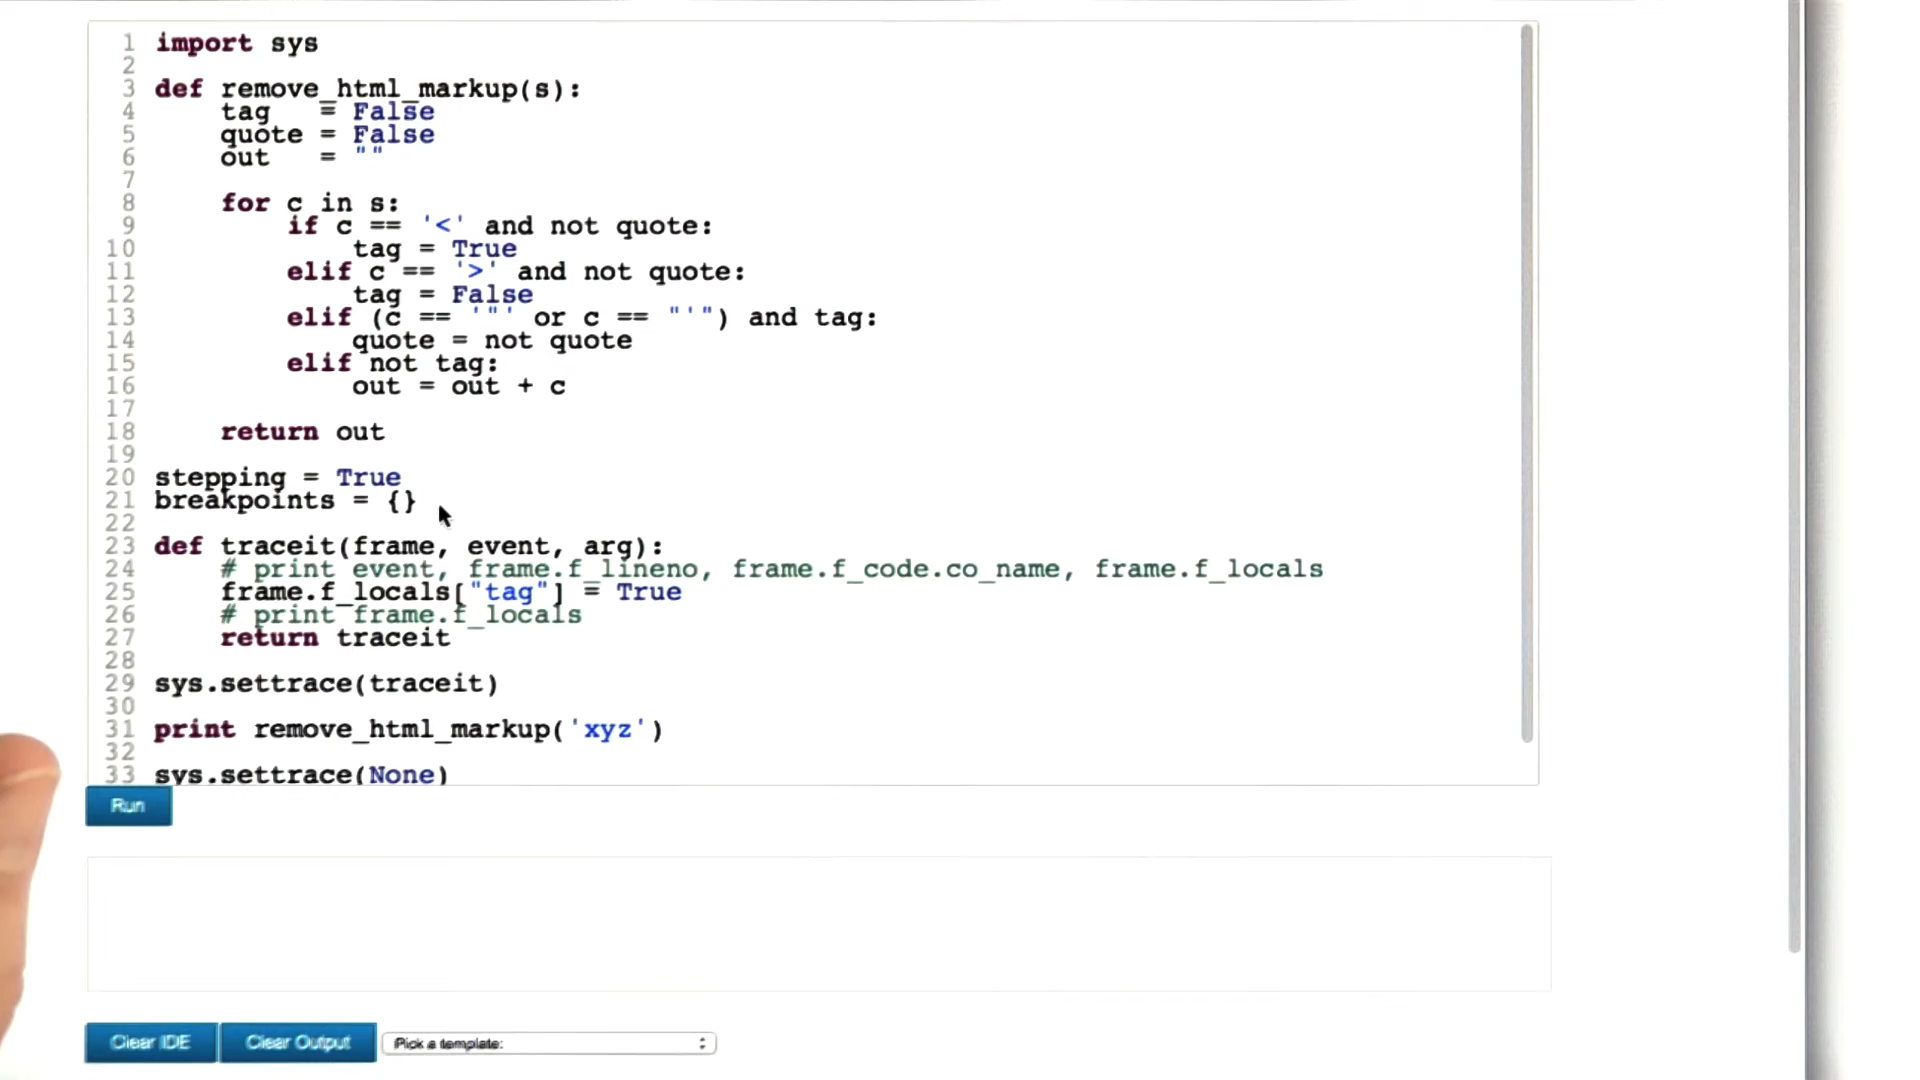 1 import sys
2
3 def remove_html_markup(s):
4 tag = False
5 quote = False
6 out = ""
7
8 for c in s:
9 if c == '<' and not quote:
10 tag = True
11 elif c == '>' and not quote:
12 tag = False
13 elif (c == '"' or c == "'") and tag:
14 quote = not quote
15 elif not tag:
16 out = out + c
17
18 return out
19
20 stepping = True
21 breakpoints = {}
22
23 def traceit(frame, event, arg):
24 # print event, frame.f_lineno, frame.f_code.co_name, frame.f_locals
25 frame.f_locals["tag"] = True
26 # print frame.f_locals
27 return traceit
28
29 sys.settrace(traceit)
30
31 print remove_html_markup('xyz')
32
33 sys.settrace(None)
Run
Clear IDE Clear Output Pick a template: